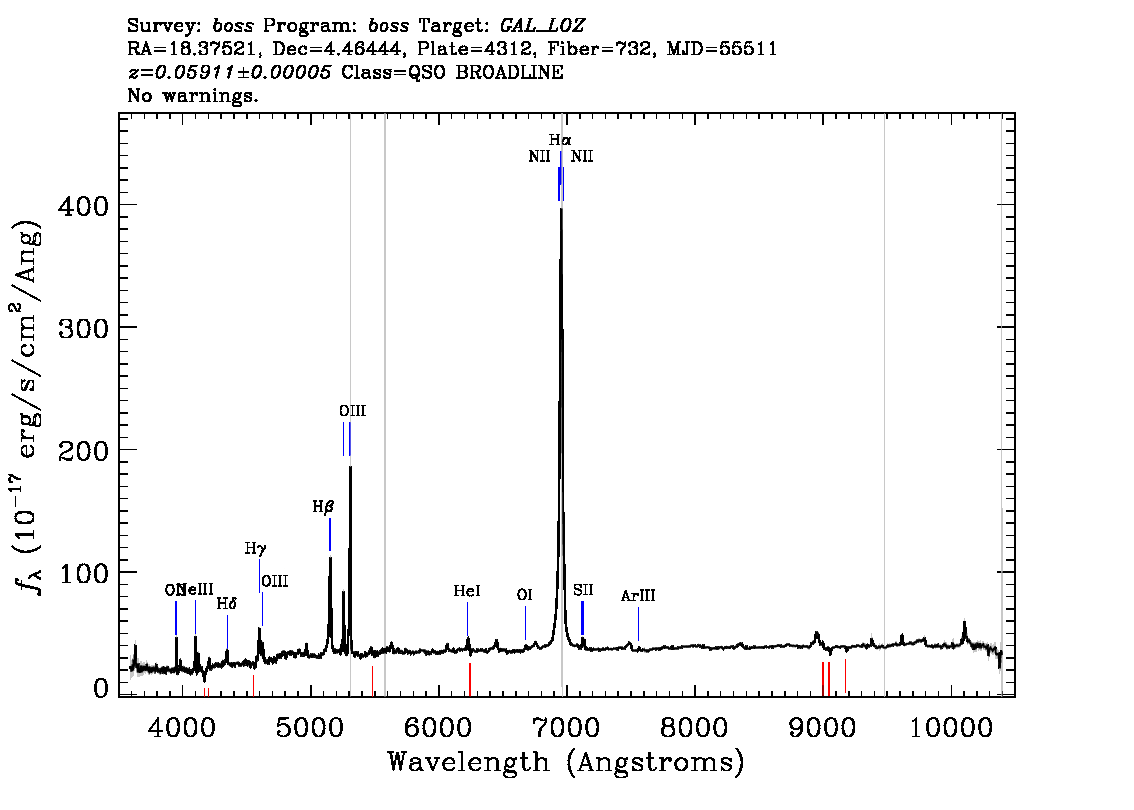 Survey: boss Program: boss Target: GAL_LOZ
RA=18.37521, Dec=4.46444, Plate=4312, Fiber=732, MJD=55511
z=0.05911±0.00005 Class=QSO BROADLINE
No warnings.
Hα
NII NII
400
300
OIII
200
Hβ
Hγ
100
OIII
NeIII
Hδ
HeI
OI
SII
ArIII
0
4000 5000 6000 7000 8000 9000 10000
Wavelength (Angstroms)
f_λ (10^−17 erg/s/cm^2/Ang)